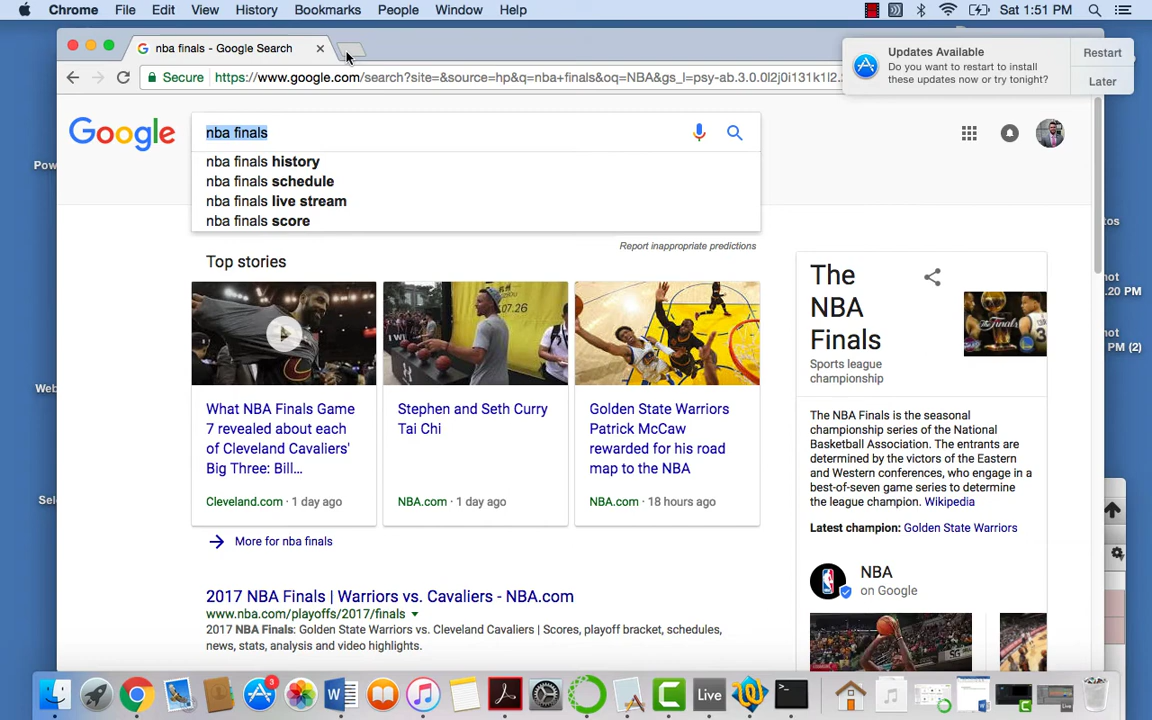 Chrome File Edit View History Bookmarks People Window Help Sat 1:51 PM
nba finals - Google Search
Updates Available
Do you want to restart to install
these updates now or try tonight?
Restart
Later
Secure https://www.google.com/search?site=&source=hp&q=nba+finals&oq=NBA&gs_l=psy-ab.3.0.0l2j0i131k1l2.
Google
nba finals
nba finals history
nba finals schedule
nba finals live stream
nba finals score
Report inappropriate predictions
Top stories
What NBA Finals Game
7 revealed about each
of Cleveland Cavaliers'
Big Three: Bill...
Cleveland.com · 1 day ago
Stephen and Seth Curry
Tai Chi
NBA.com · 1 day ago
Golden State Warriors
Patrick McCaw
rewarded for his road
map to the NBA
NBA.com · 18 hours ago
More for nba finals
2017 NBA Finals | Warriors vs. Cavaliers - NBA.com
www.nba.com/playoffs/2017/finals
2017 NBA Finals: Golden State Warriors vs. Cleveland Cavaliers | Scores, playoff bracket, schedules,
news, stats, analysis and video highlights.
The
NBA
Finals
Sports league
championship
The NBA Finals is the seasonal
championship series of the National
Basketball Association. The entrants are
determined by the victors of the Eastern
and Western conferences, who engage in a
best-of-seven game series to determine
the league champion. Wikipedia
Latest champion: Golden State Warriors
NBA
on Google
Pow
Web
Sel
tos
hot
.20 PM
hot
PM (2)
3
Live